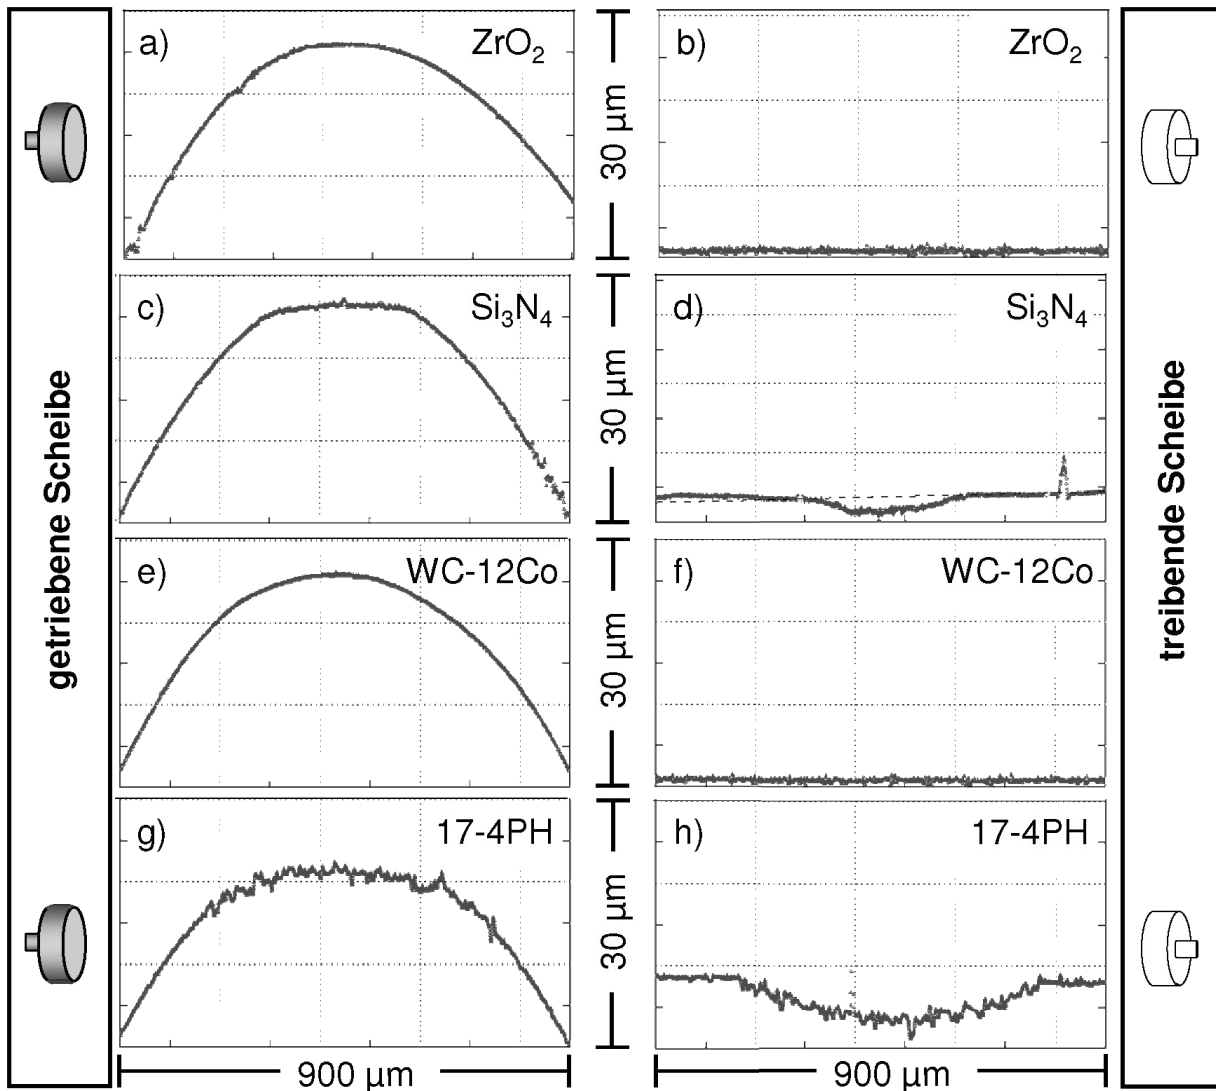 getriebene Scheibe
a) ZrO₂
30 µm
b) ZrO₂
c) Si₃N₄
30 µm
d) Si₃N₄
e) WC-12Co
30 µm
f) WC-12Co
g) 17-4PH
30 µm
h) 17-4PH
900 µm
900 µm
treibende Scheibe